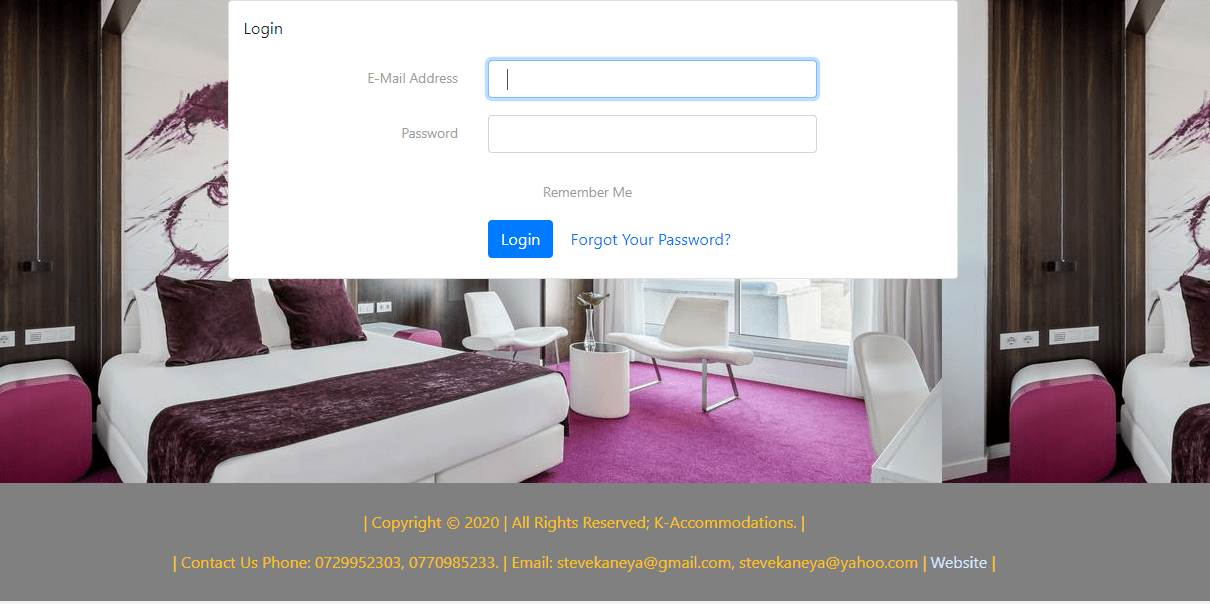 Login
E-Mail Address
Password
Remember Me
Login Forgot Your Password?
| Copyright © 2020 | All Rights Reserved; K-Accommodations. |
| Contact Us Phone: 0729952303, 0770985233. | Email: stevekaneya@gmail.com, stevekaneya@yahoo.com | Website |